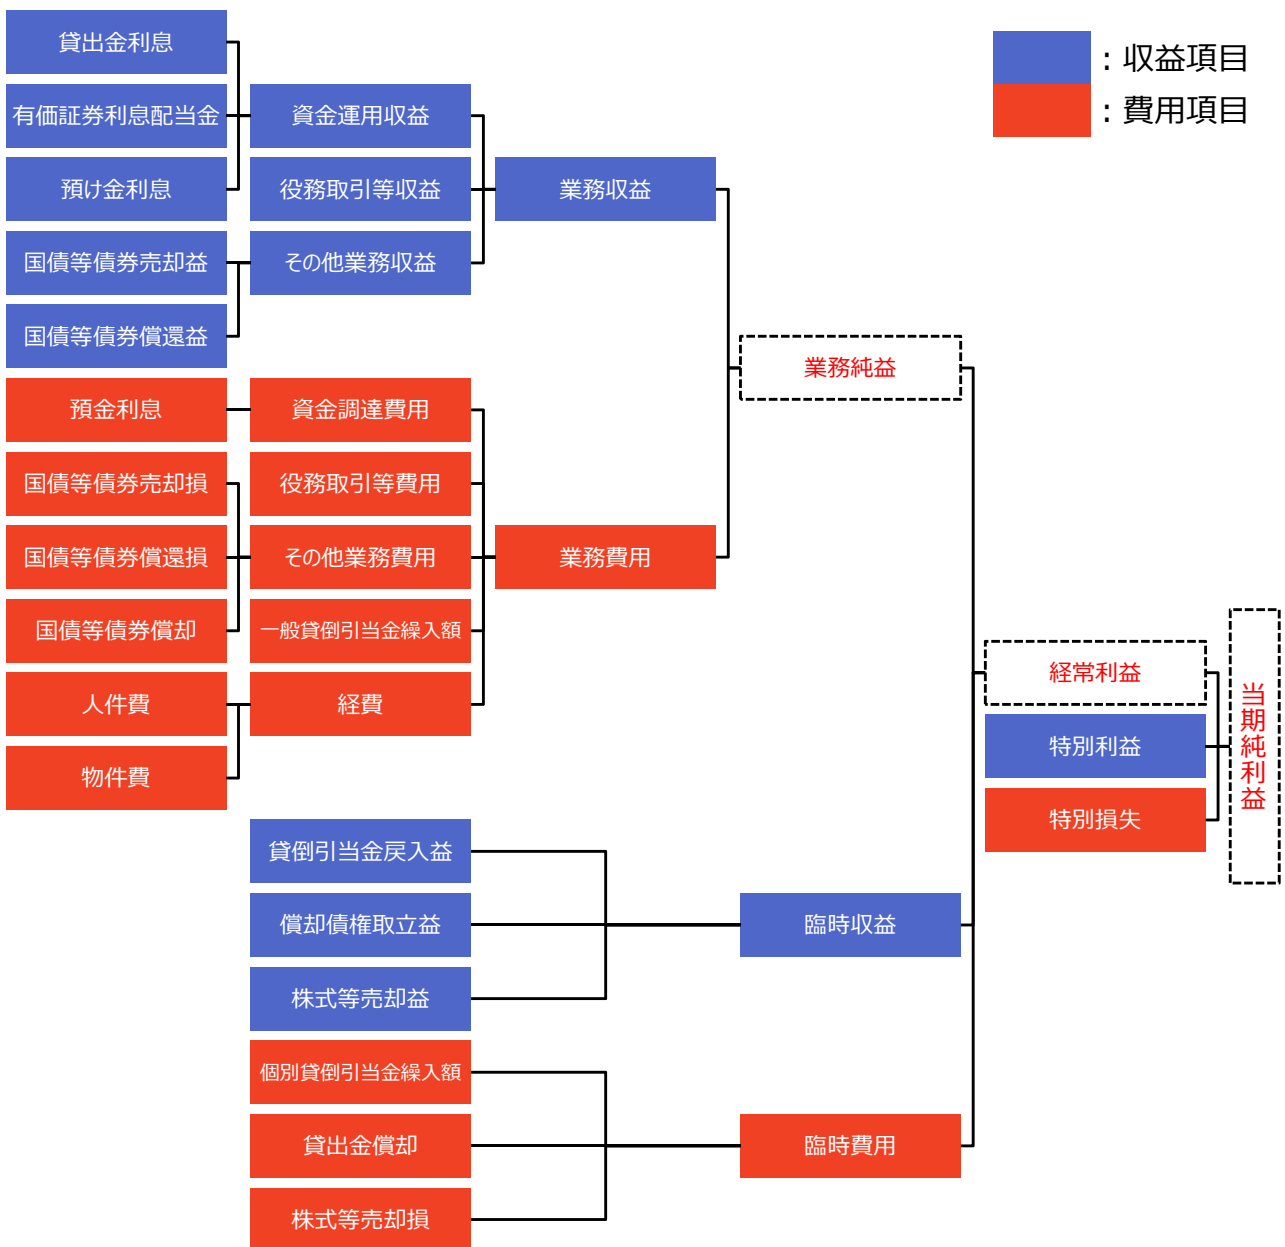 ：収益項目
：費用項目
貸出金利息
有価証券利息配当金
預け金利息
国債等債券売却益
国債等債券償還益
預金利息
国債等債券売却損
国債等債券償還損
国債等債券償却
人件費
物件費
資金運用収益
役務取引等収益
その他業務収益
資金調達費用
役務取引等費用
その他業務費用
一般貸倒引当金繰入額
経費
貸倒引当金戻入益
償却債権取立益
株式等売却益
個別貸倒引当金繰入額
貸出金償却
株式等売却損
業務収益
業務費用
業務純益
臨時収益
臨時費用
経常利益
特別利益
特別損失
当期純利益